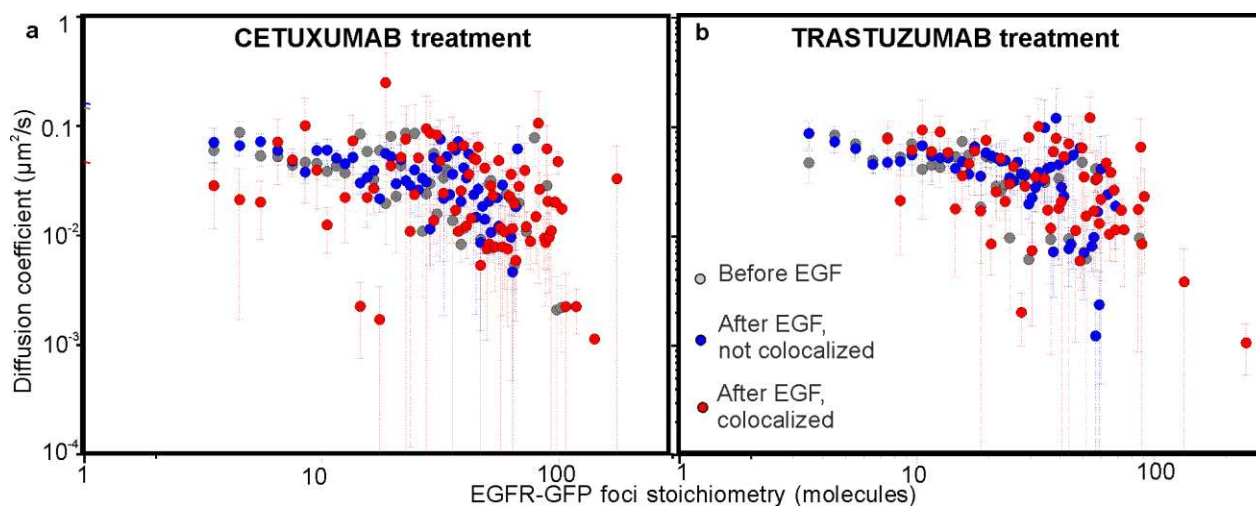 a
CETUXUMAB treatment
b
TRASTUZUMAB treatment
Diffusion coefficient (µm²/s)
1
0.1
10⁻²
10⁻³
10⁻⁴
Before EGF
After EGF,
not colocalized
After EGF,
colocalized
1
10
100
1
10
100
EGFR-GFP foci stoichiometry (molecules)